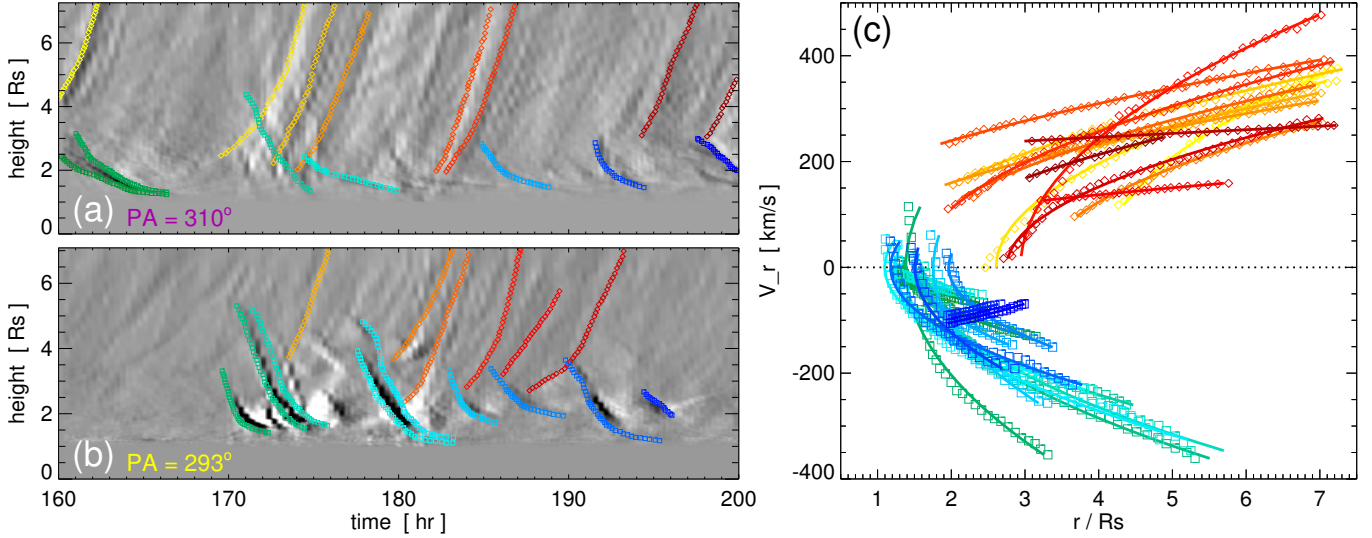 (a)
PA = 310°
height [ Rs ]
0
2
4
6
(b)
PA = 293°
height [ Rs ]
0
2
4
6
160
170
180
190
200
time [ hr ]
(c)
V_r [ km/s ]
400
200
0
-200
-400
1
2
3
4
5
6
7
r / Rs